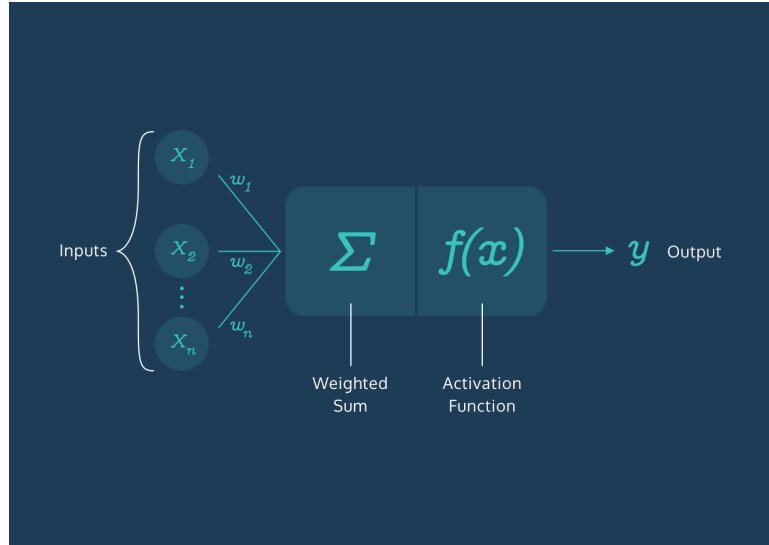 X₁
w₁
Inputs
X₂
w₂
Σ
f(x)
y
Output
⋮
Xₙ
wₙ
Weighted
Sum
Activation
Function